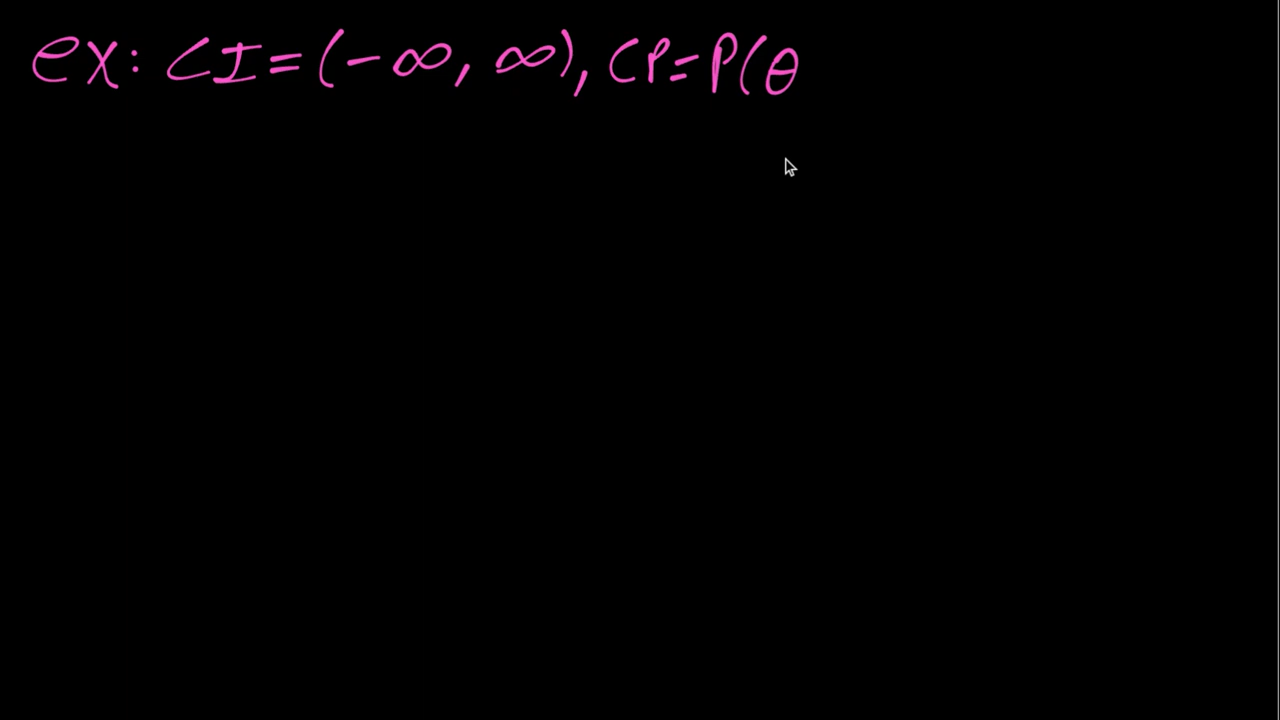 ex: CI = (-∞, ∞), CP = P(θ